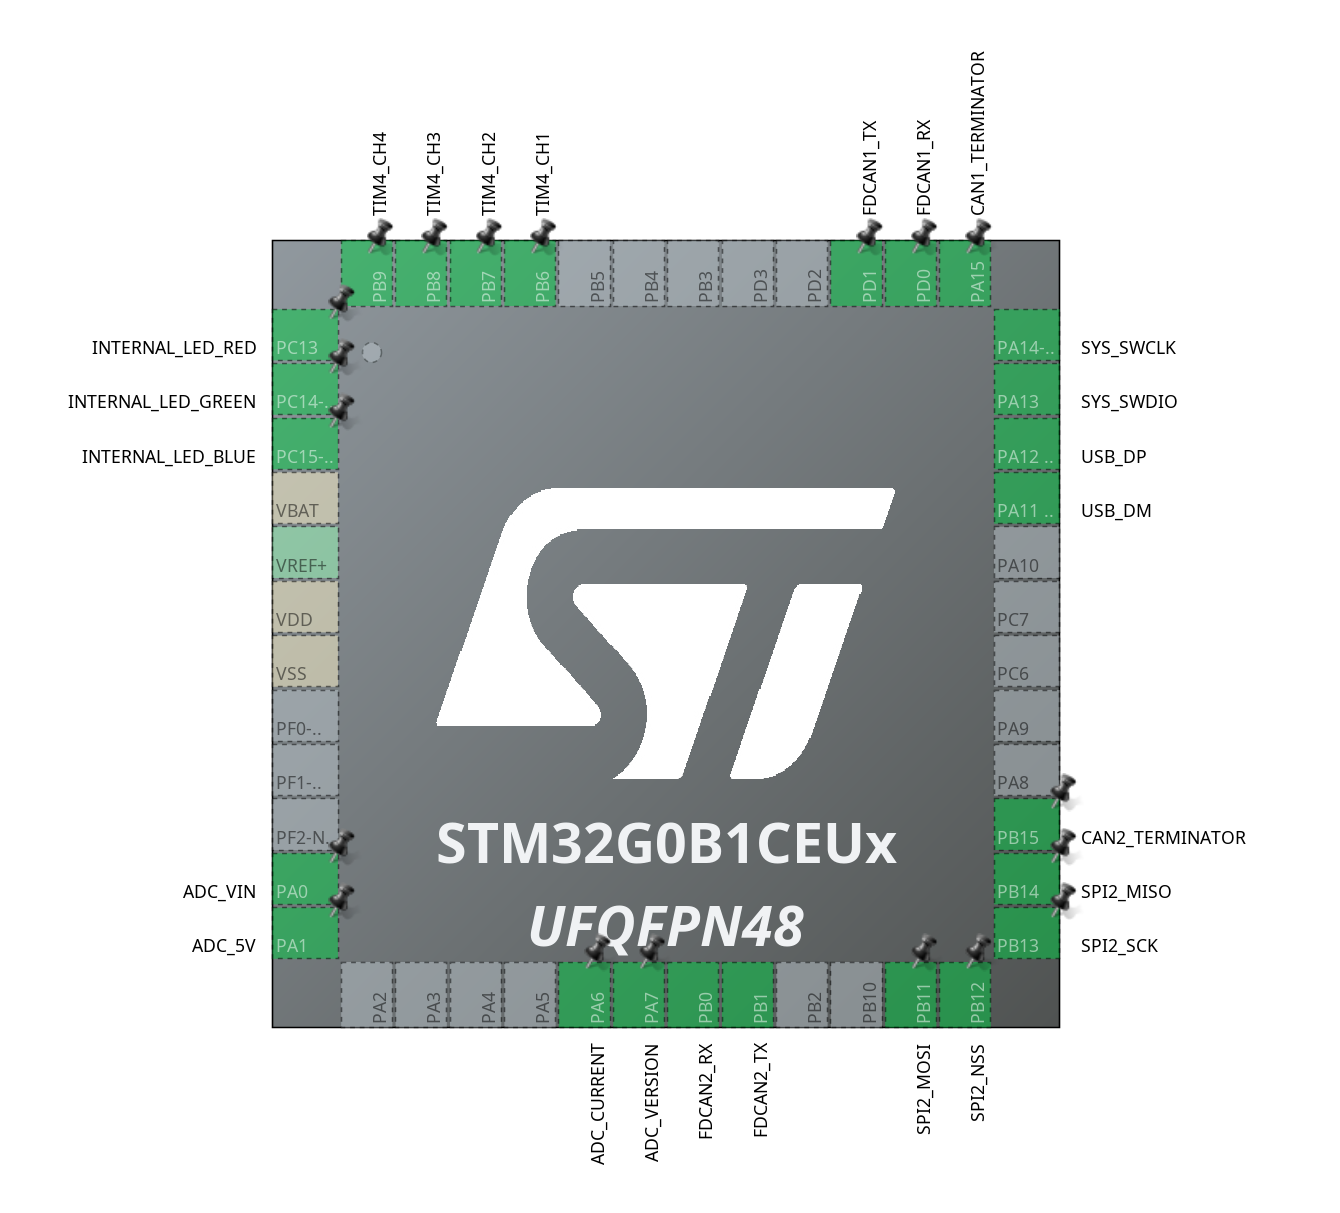 TIM4_CH4
TIM4_CH3
TIM4_CH2
TIM4_CH1
FDCAN1_TX
FDCAN1_RX
CAN1_TERMINATOR
PB9
PB8
PB7
PB6
PB5
PB4
PB3
PD3
PD2
PD1
PD0
PA15
INTERNAL_LED_RED
PC13
INTERNAL_LED_GREEN
PC14-..
INTERNAL_LED_BLUE
PC15-..
VBAT
VREF+
VDD
VSS
PF0-..
PF1-..
PF2-N..
ADC_VIN
PA0
ADC_5V
PA1
ST
STM32G0B1CEUx
UFQFPN48
PA14-..
SYS_SWCLK
PA13
SYS_SWDIO
PA12 ..
USB_DP
PA11 ..
USB_DM
PA10
PC7
PC6
PA9
PA8
PB15
CAN2_TERMINATOR
PB14
SPI2_MISO
PB13
SPI2_SCK
PA2
PA3
PA4
PA5
PA6
PA7
PB0
PB1
PB2
PB10
PB11
PB12
ADC_CURRENT
ADC_VERSION
FDCAN2_RX
FDCAN2_TX
SPI2_MOSI
SPI2_NSS